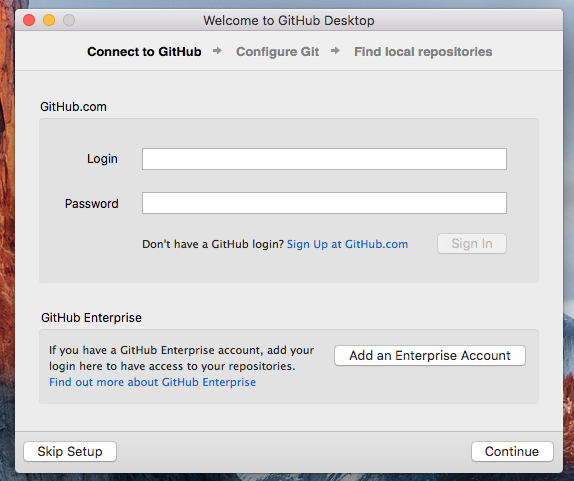 Welcome to GitHub Desktop
Connect to GitHub → Configure Git → Find local repositories
GitHub.com
Login
Password
Don't have a GitHub login? Sign Up at GitHub.com Sign In
GitHub Enterprise
If you have a GitHub Enterprise account, add your
login here to have access to your repositories.
Find out more about GitHub Enterprise
Add an Enterprise Account
Skip Setup Continue